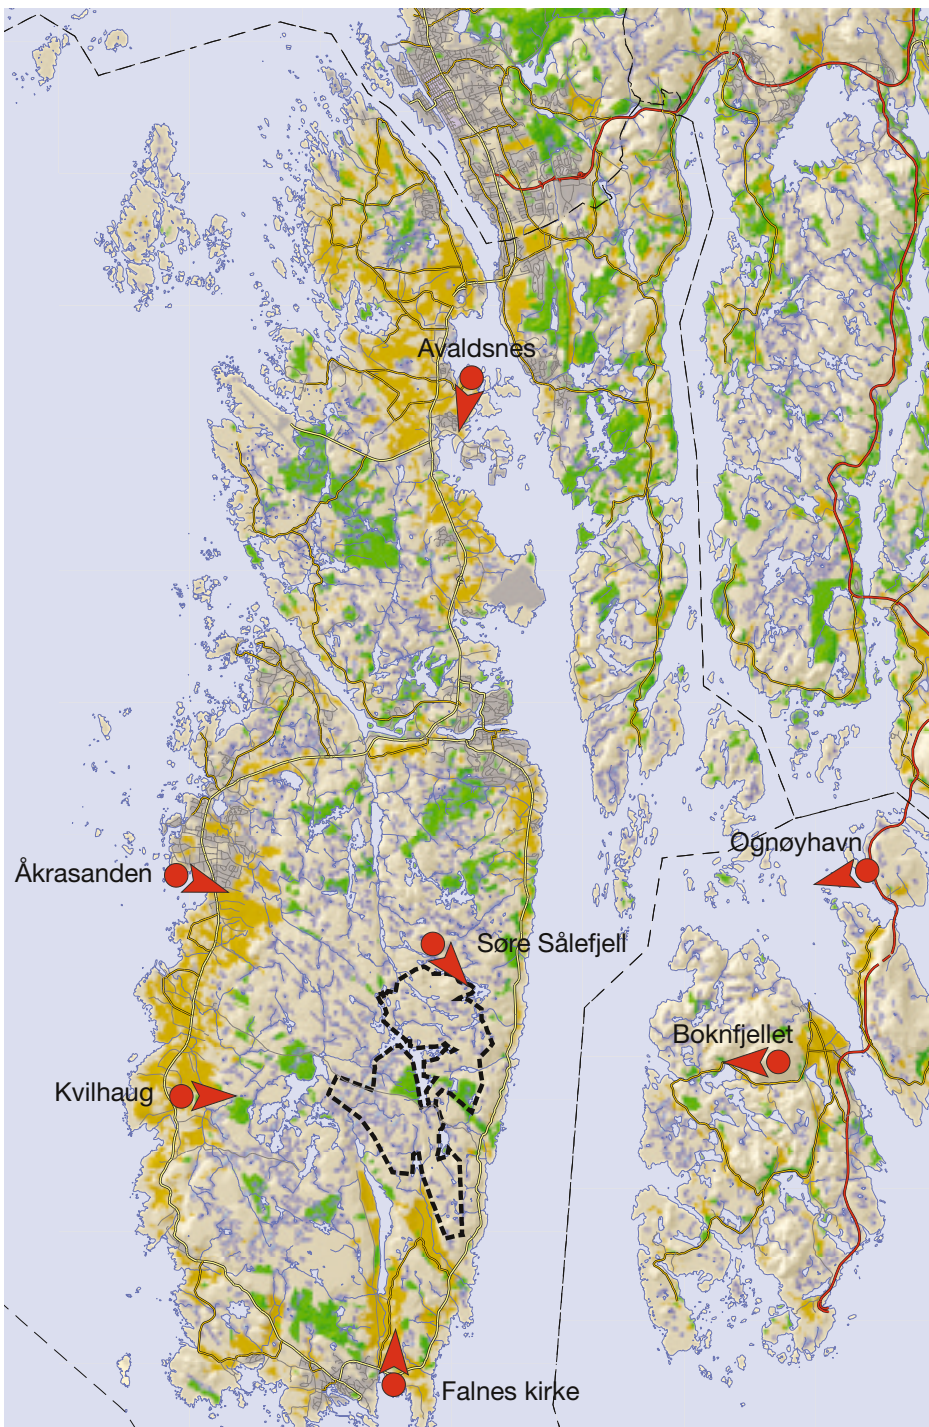 Avaldsnes
Ognøyhavn
Åkrasanden
Søre Sålefjell
Boknfjellet
Kvilhaug
Falnes kirke